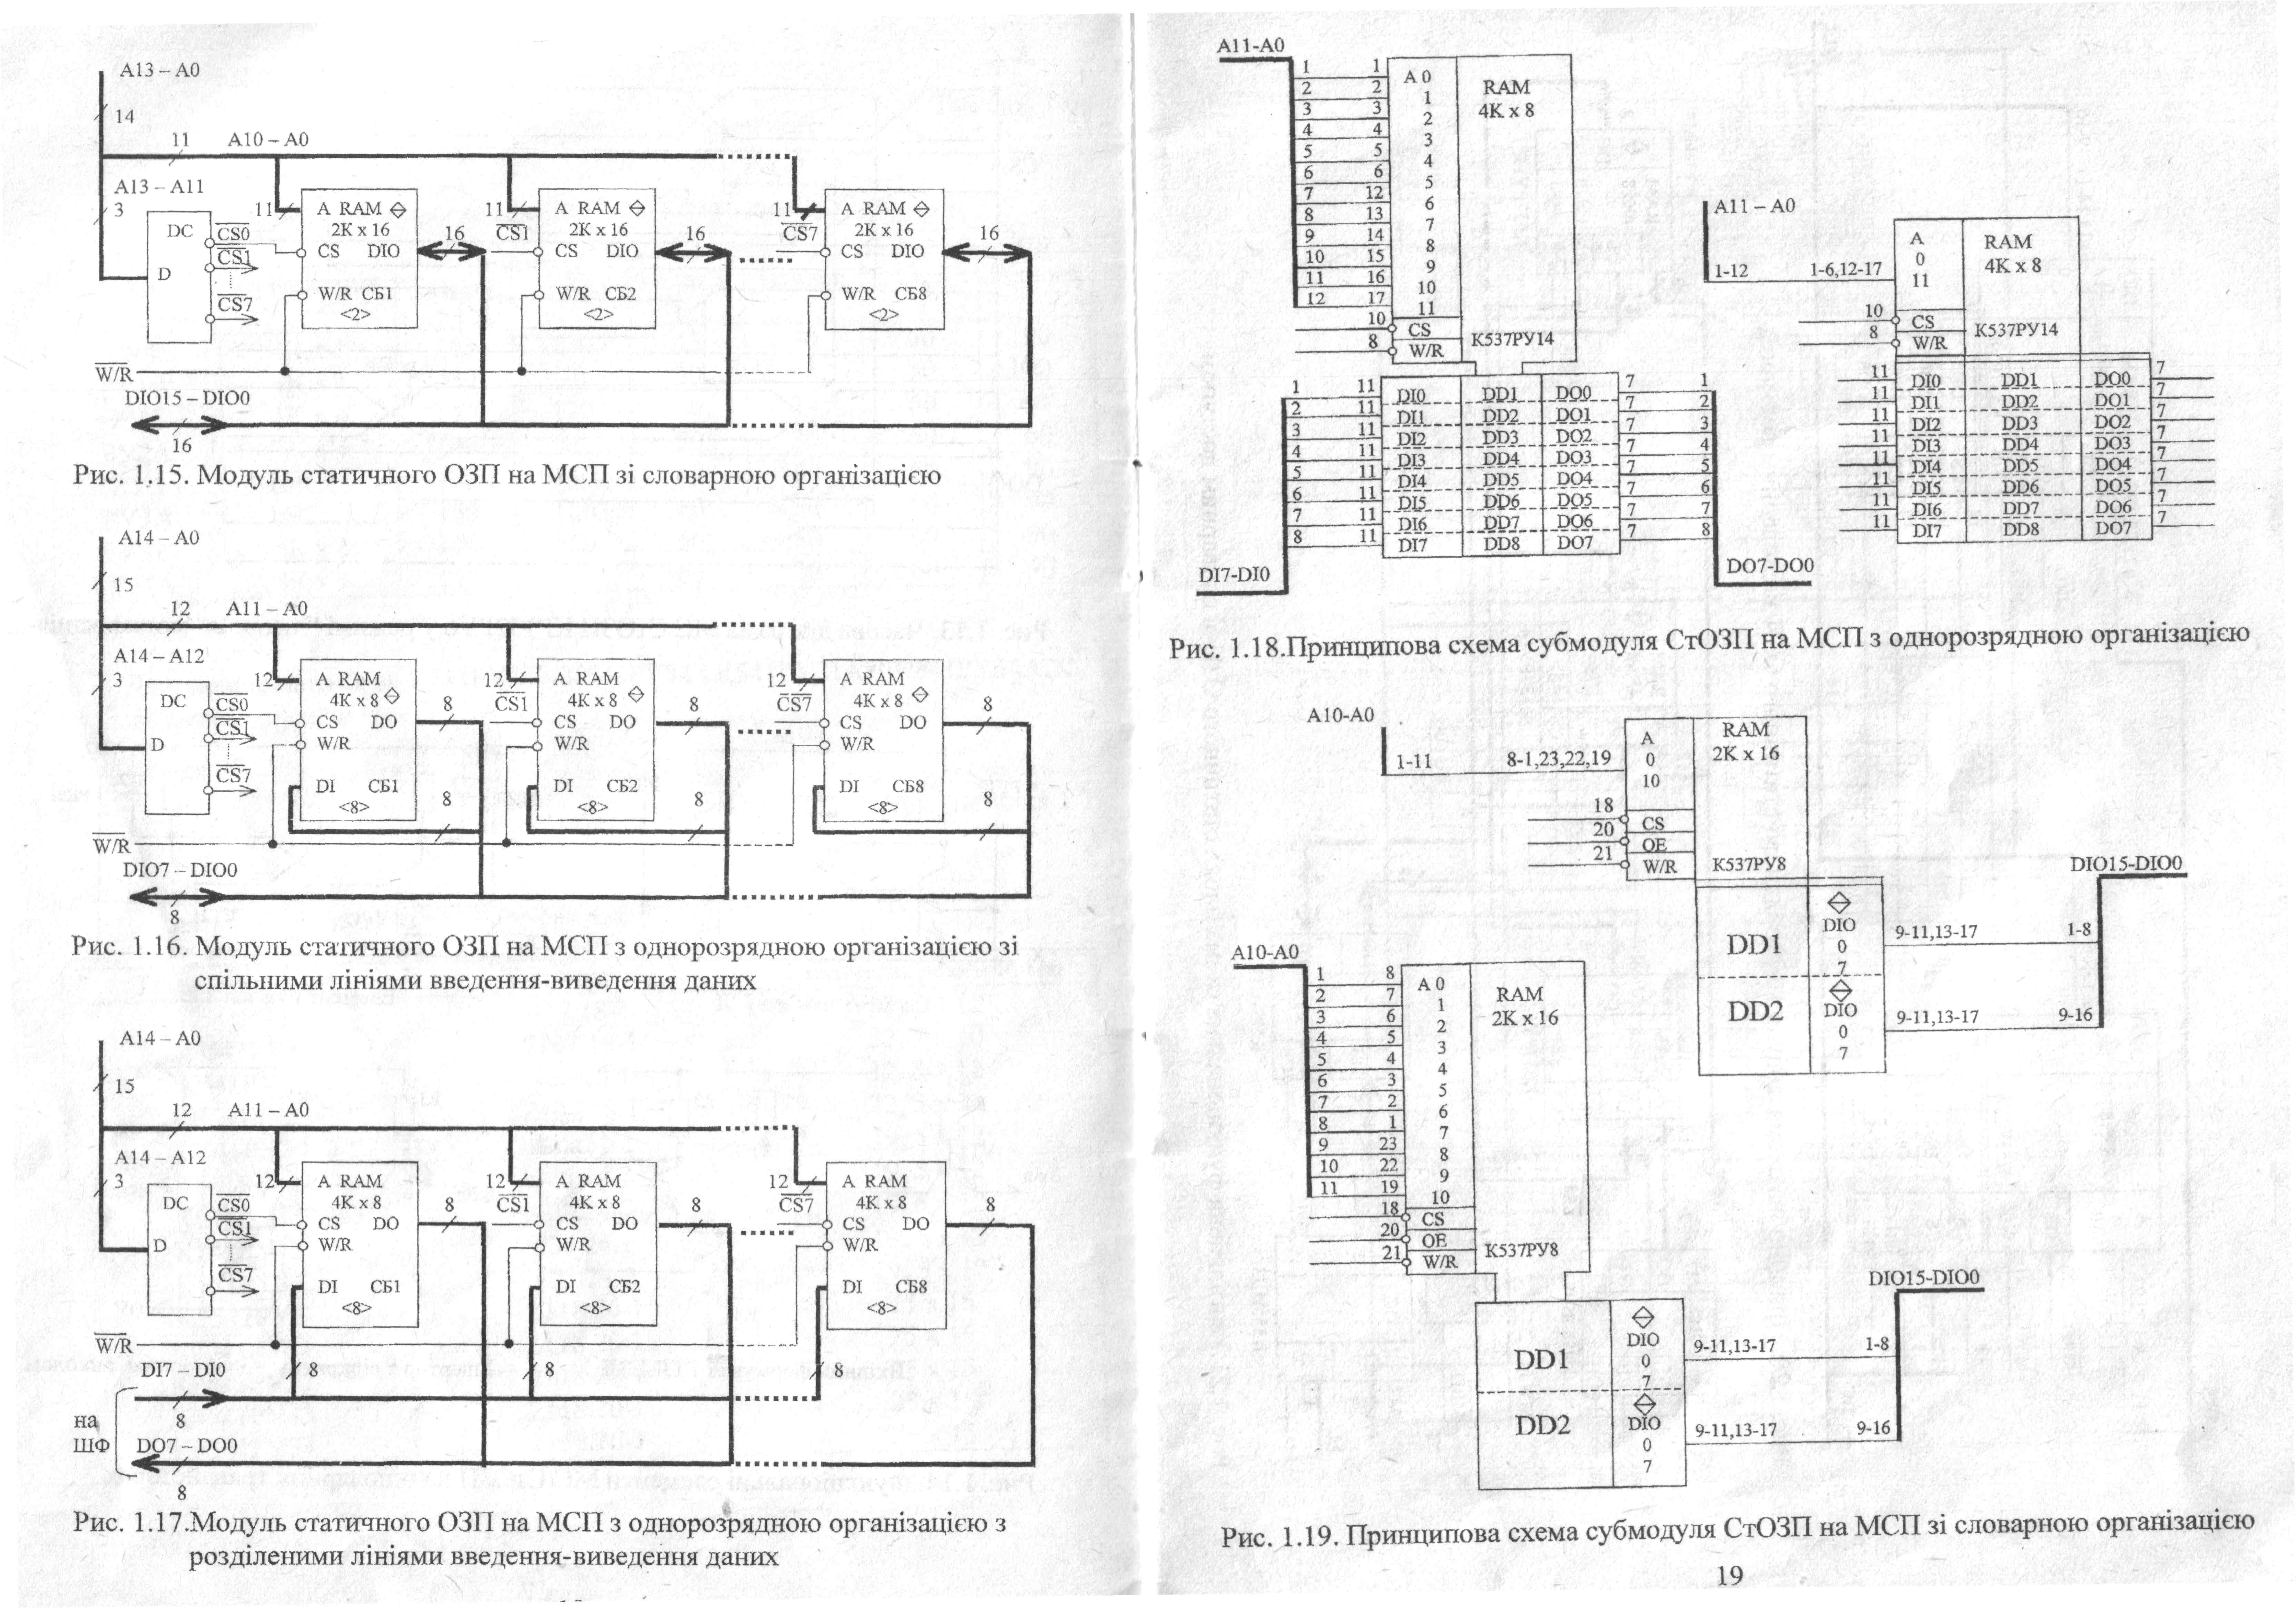 A13 – A0
14
11 A10 – A0
A13 – A11
3
DC
D
CS0
CS1
CS7
11
A RAM
2K x 16
CS DIO
W/R СБ1
<2>
16
11
CS1
A RAM
2K x 16
CS DIO
W/R СБ2
<2>
16
11
CS7
A RAM
2K x 16
CS DIO
W/R СБ8
<2>
16
W/R
DIO15 – DIO0
16
Рис. 1.15. Модуль статичного ОЗП на МСП зі словарною організацією
A14 – A0
15
12 A11 – A0
A14 – A12
3
DC
D
CS0
CS1
CS7
12
A RAM
4K x 8
CS DO
W/R
DI СБ1
<8>
8
8
12
CS1
A RAM
4K x 8
CS DO
W/R
DI СБ2
<8>
8
8
12
CS7
A RAM
4K x 8
CS DO
W/R
DI СБ8
<8>
8
8
W/R
DIO7 – DIO0
8
Рис. 1.16. Модуль статичного ОЗП на МСП з однорозрядною організацією зі
спільними лініями введення-виведення даних
A14 – A0
15
12 A11 – A0
A14 – A12
3
DC
D
CS0
CS1
CS7
12
A RAM
4K x 8
CS DO
W/R
DI СБ1
<8>
8
8
12
CS1
A RAM
4K x 8
CS DO
W/R
DI СБ2
<8>
8
8
12
CS7
A RAM
4K x 8
CS DO
W/R
DI СБ8
<8>
8
8
W/R
DI7 – DI0
8
на
ШФ
DO7 – DO0
8
Рис. 1.17.Модуль статичного ОЗП на МСП з однорозрядною організацією з
розділеними лініями введення-виведення даних
A11-A0
1 1 A 0 RAM
2 2 1 4K x 8
3 3 2
4 4 3
5 5 4
6 6 5
7 12 6
8 13 7
9 14 8
10 15 9
11 16 10
12 17 11
10 CS
8 W/R K537РУ14
1 11 DI0 DD1 DO0 7 1
2 11 DI1 DD2 DO1 7 2
3 11 DI2 DD3 DO2 7 3
4 11 DI3 DD4 DO3 7 4
5 11 DI4 DD5 DO4 7 5
6 11 DI5 DD6 DO5 7 6
7 11 DI6 DD7 DO6 7 7
8 11 DI7 DD8 DO7 7 8
DI7-DI0
DO7-DO0
A11 – A0
1-12 1-6,12-17
A
0
11
RAM
4K x 8
10 CS
8 W/R
K537РУ14
11 DI0 DD1 DO0 7
11 DI1 DD2 DO1 7
11 DI2 DD3 DO2 7
11 DI3 DD4 DO3 7
11 DI4 DD5 DO4 7
11 DI5 DD6 DO5 7
11 DI6 DD7 DO6 7
11 DI7 DD8 DO7 7
Рис. 1.18.Принципова схема субмодуля СтОЗП на МСП з однорозрядною організацією
A10-A0
1-11 8-1,23,22,19
A
0
10
RAM
2K x 16
18 CS
20 OE
21 W/R
K537РУ8
DIO15-DIO0
DD1
DIO
0
7
9-11,13-17 1-8
DD2
DIO
0
7
9-11,13-17 9-16
A10-A0
1 8 A 0 RAM
2 7 1 2K x 16
3 6 2
4 5 3
5 4 4
6 3 5
7 2 6
8 1 7
9 23 8
10 22 9
11 19 10
18 CS
20 OE
21 W/R
K537РУ8
DIO15-DIO0
DD1
DIO
0
7
9-11,13-17 1-8
DD2
DIO
0
7
9-11,13-17 9-16
Рис. 1.19. Принципова схема субмодуля СтОЗП на МСП зі словарною організацією
19